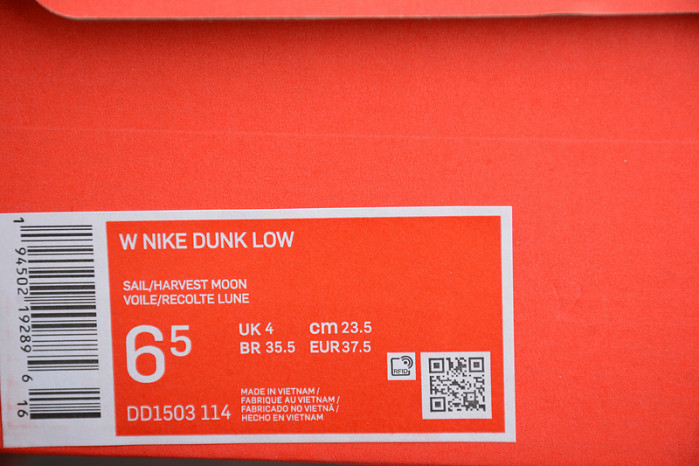 W NIKE DUNK LOW
SAIL/HARVEST MOON
VOILE/RECOLTE LUNE
6 5
UK 4 cm 23.5
BR 35.5 EUR 37.5
RFID
DD1503 114
MADE IN VIETNAM /
FABRIQUE AU VIETNAM /
FABRICADO NO VIETNÃ /
HECHO EN VIETNAM
1 94502 19289 6 16